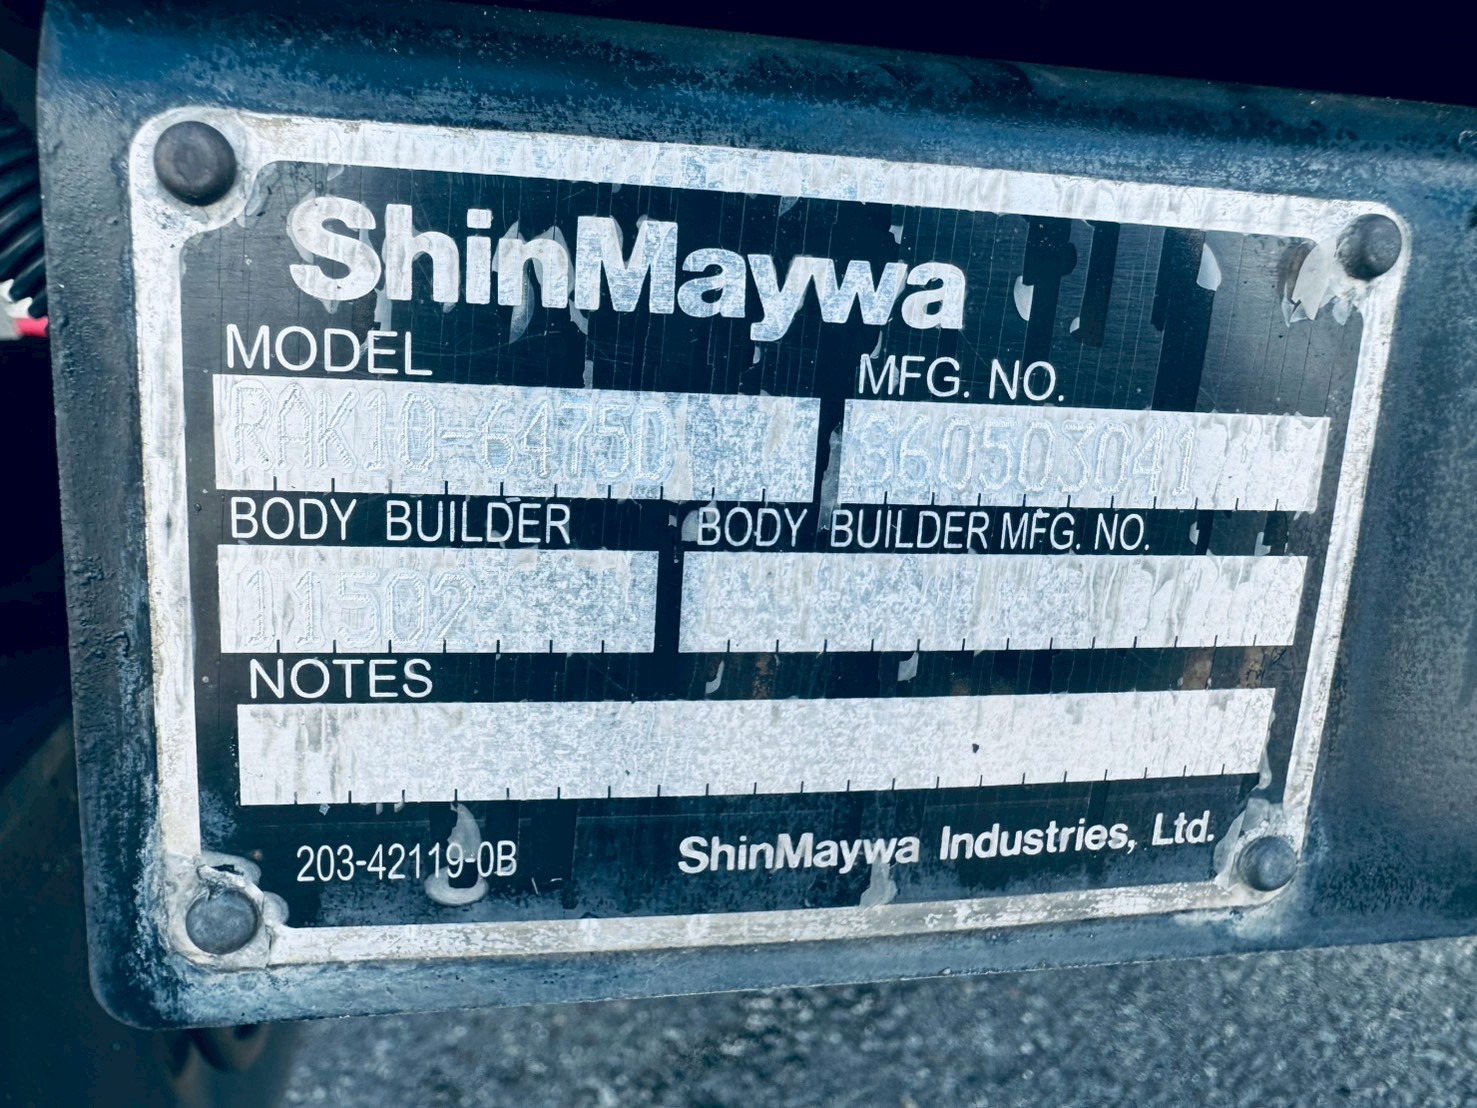 ShinMaywa
MODEL MFG. NO.
RAK10-6475D S60503041
BODY BUILDER BODY BUILDER MFG. NO.
11502
NOTES
203-42119-0B ShinMaywa Industries, Ltd.